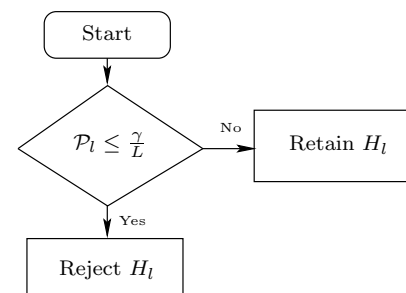 Start
𝒫_l ≤ γ/L
No
Retain H_l
Yes
Reject H_l